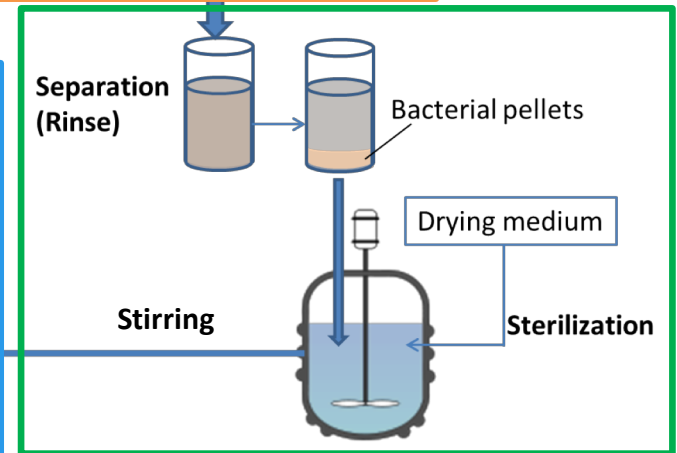 Separation
(Rinse)
Bacterial pellets
Drying medium
Stirring
Sterilization